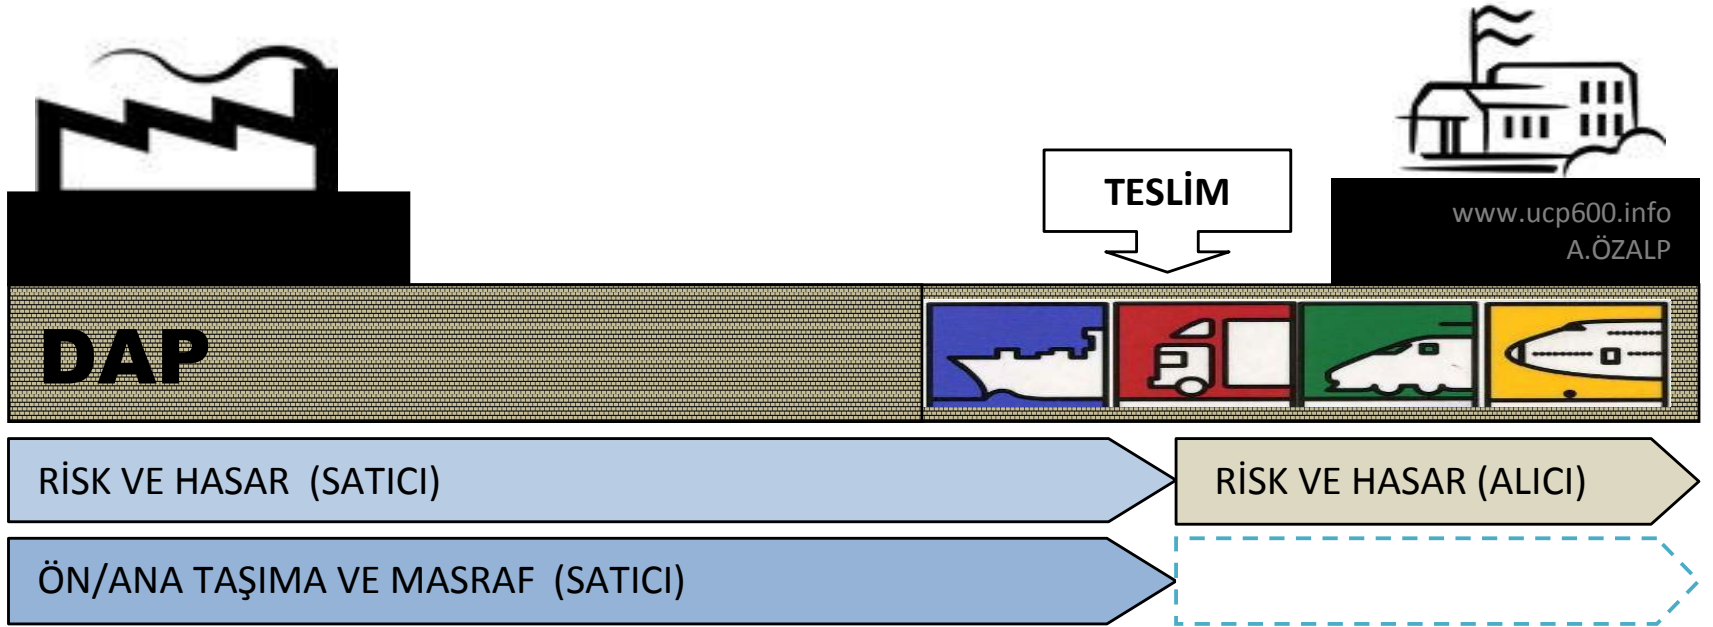 TESLİM
www.ucp600.info
A.ÖZALP
DAP
RİSK VE HASAR (SATICI)
RİSK VE HASAR (ALICI)
ÖN/ANA TAŞIMA VE MASRAF (SATICI)